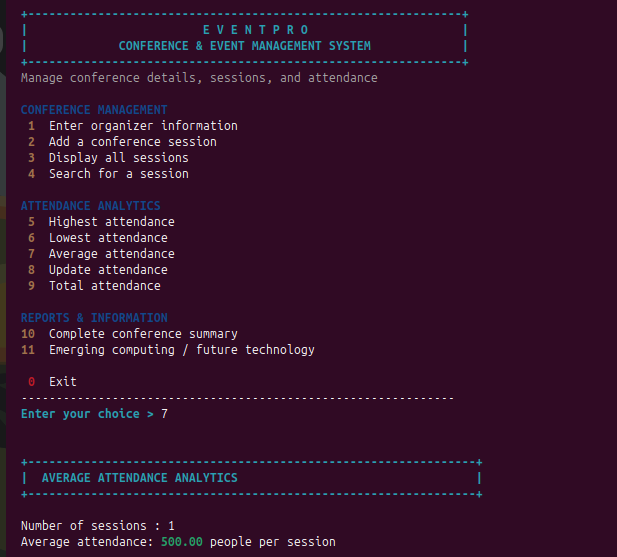 +---------------------------------------------------------------+
| E V E N T P R O |
| CONFERENCE & EVENT MANAGEMENT SYSTEM |
+---------------------------------------------------------------+
Manage conference details, sessions, and attendance
CONFERENCE MANAGEMENT
1 Enter organizer information
2 Add a conference session
3 Display all sessions
4 Search for a session
ATTENDANCE ANALYTICS
5 Highest attendance
6 Lowest attendance
7 Average attendance
8 Update attendance
9 Total attendance
REPORTS & INFORMATION
10 Complete conference summary
11 Emerging computing / future technology
0 Exit
--------------------------------------------------------------
Enter your choice > 7
+-----------------------------------------------------------------+
| AVERAGE ATTENDANCE ANALYTICS |
+-----------------------------------------------------------------+
Number of sessions : 1
Average attendance: 500.00 people per session